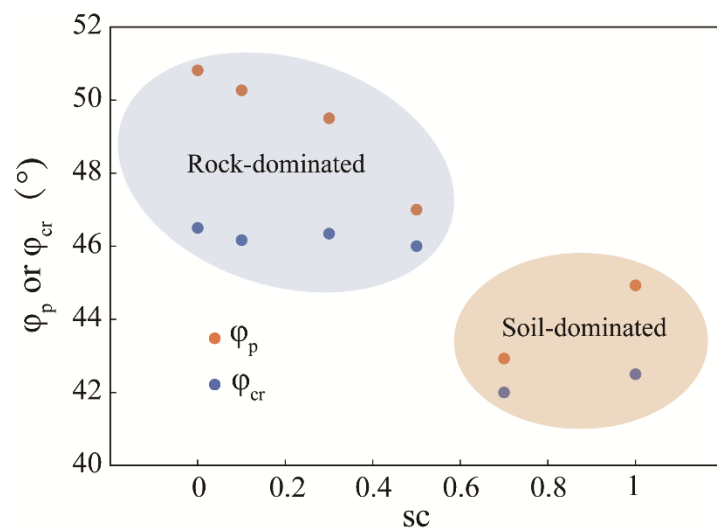 52
50
48
46
44
42
40
φp or φcr (°)
Rock-dominated
Soil-dominated
φp
φcr
0 0.2 0.4 0.6 0.8 1
sc